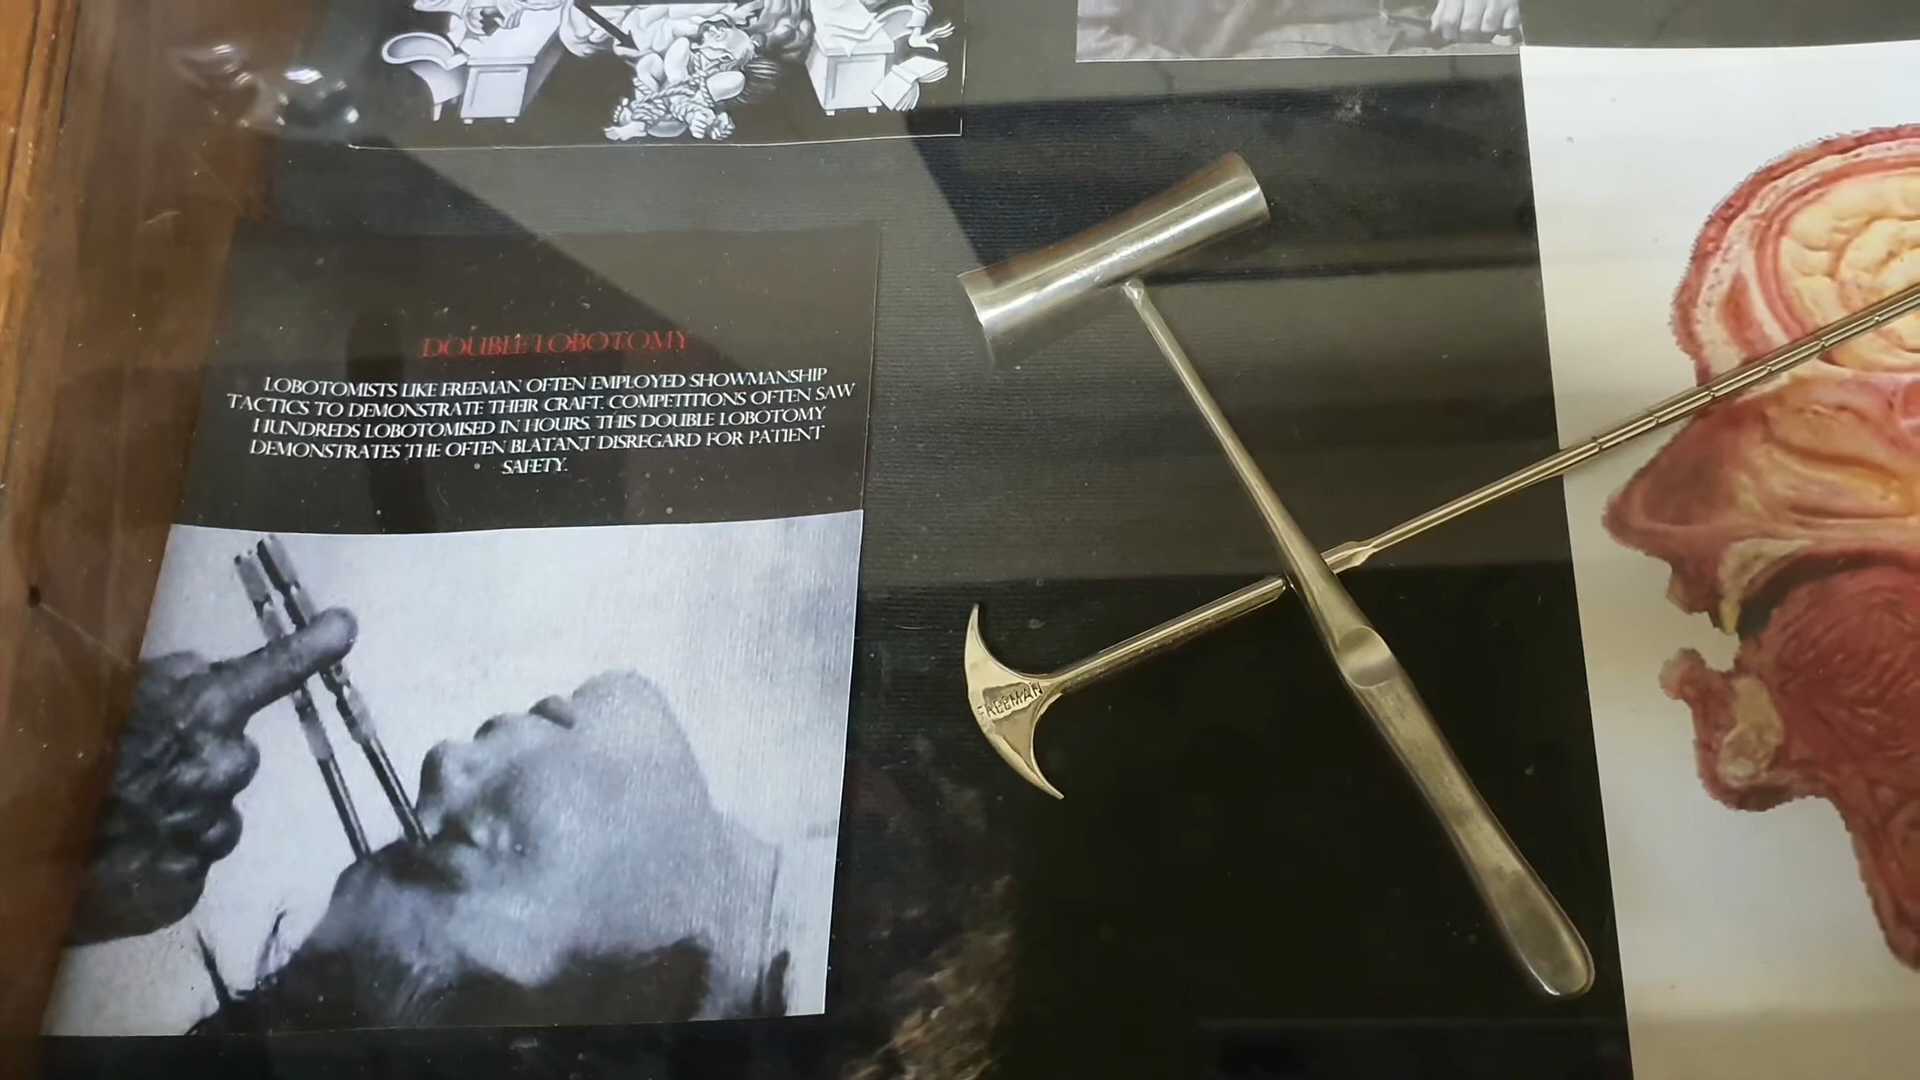 DOUBLE LOBOTOMY
LOBOTOMISTS LIKE FREEMAN OFTEN EMPLOYED SHOWMANSHIP
TACTICS TO DEMONSTRATE THEIR CRAFT. COMPETITIONS OFTEN SAW
HUNDREDS LOBOTOMISED IN HOURS. THIS DOUBLE LOBOTOMY
DEMONSTRATES THE OFTEN BLATANT DISREGARD FOR PATIENT
SAFETY.
FREEMAN